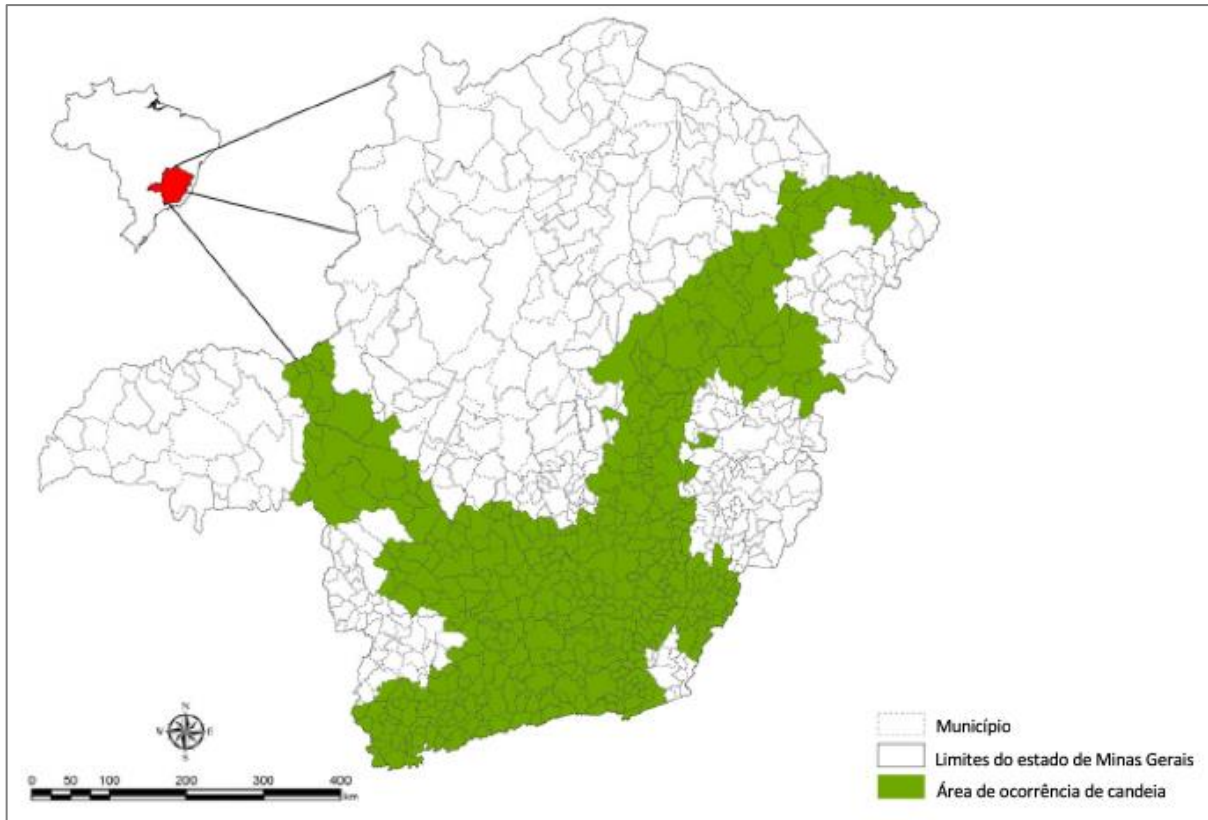 N
W E
S
0 50 100 200 300 400
km
Município
Limites do estado de Minas Gerais
Área de ocorrência de candeia